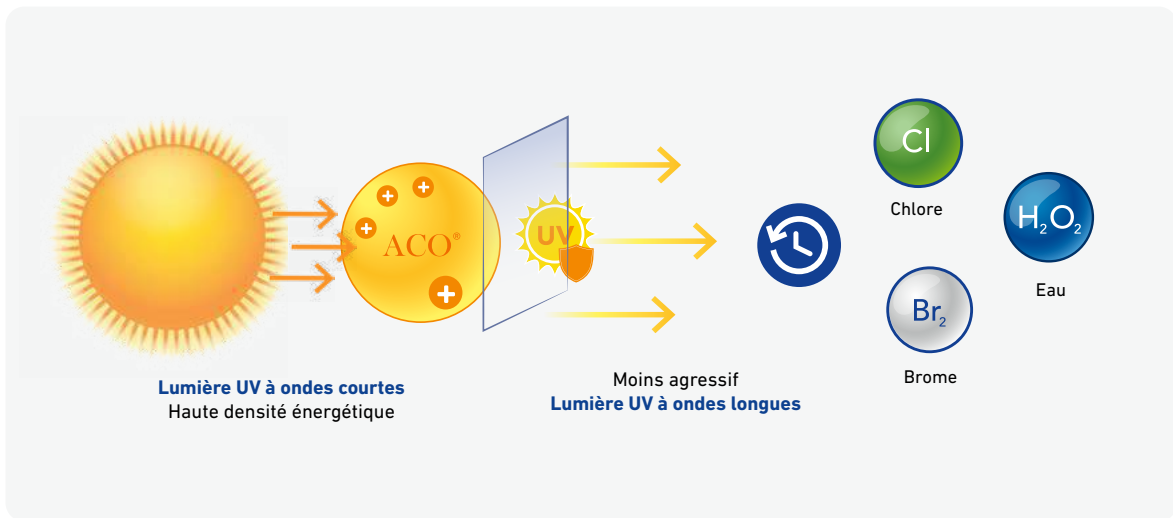 Cl
Chlore
H₂O₂
Eau
ACO®
UV
Br₂
Brome
Lumière UV à ondes courtes
Haute densité énergétique
Moins agressif
Lumière UV à ondes longues